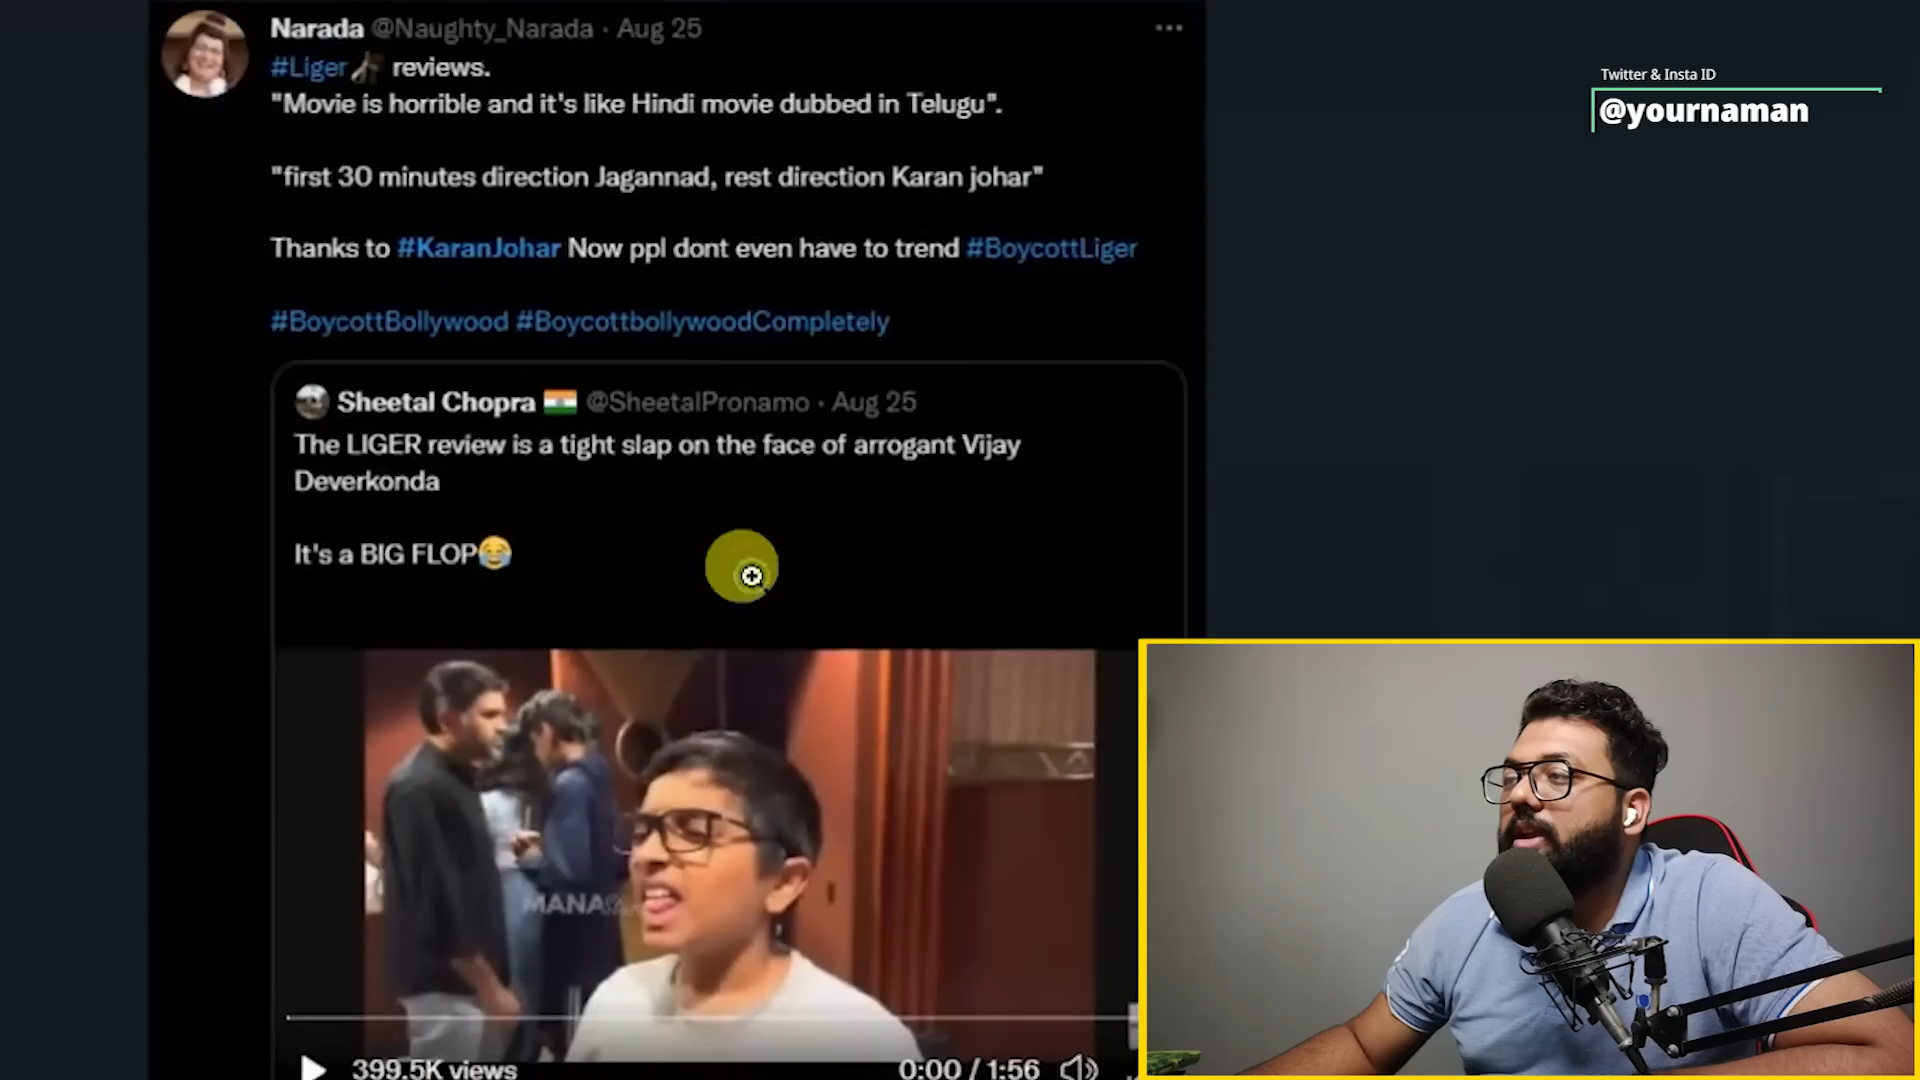 Narada @Naughty_Narada · Aug 25
#Liger reviews.
"Movie is horrible and it's like Hindi movie dubbed in Telugu".
"first 30 minutes direction Jagannad, rest direction Karan johar"
Thanks to #KaranJohar Now ppl dont even have to trend #BoycottLiger
#BoycottBollywood #BoycottbollywoodCompletely
Sheetal Chopra 🇮🇳 @SheetalPronamo · Aug 25
The LIGER review is a tight slap on the face of arrogant Vijay
Deverkonda
It's a BIG FLOP😂
MANA
399.5K views
0:00 / 1:56
Twitter & Insta ID
@yournaman